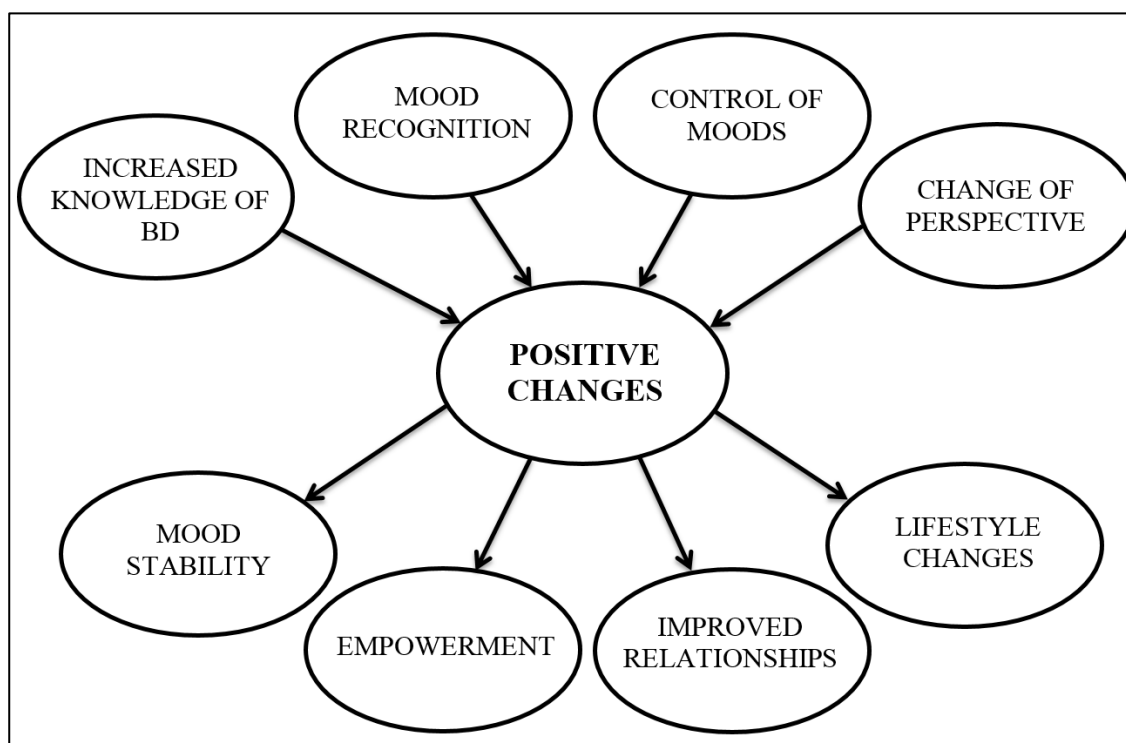 MOOD
RECOGNITION
CONTROL OF
MOODS
INCREASED
KNOWLEDGE OF
BD
CHANGE OF
PERSPECTIVE
POSITIVE
CHANGES
MOOD
STABILITY
LIFESTYLE
CHANGES
EMPOWERMENT
IMPROVED
RELATIONSHIPS